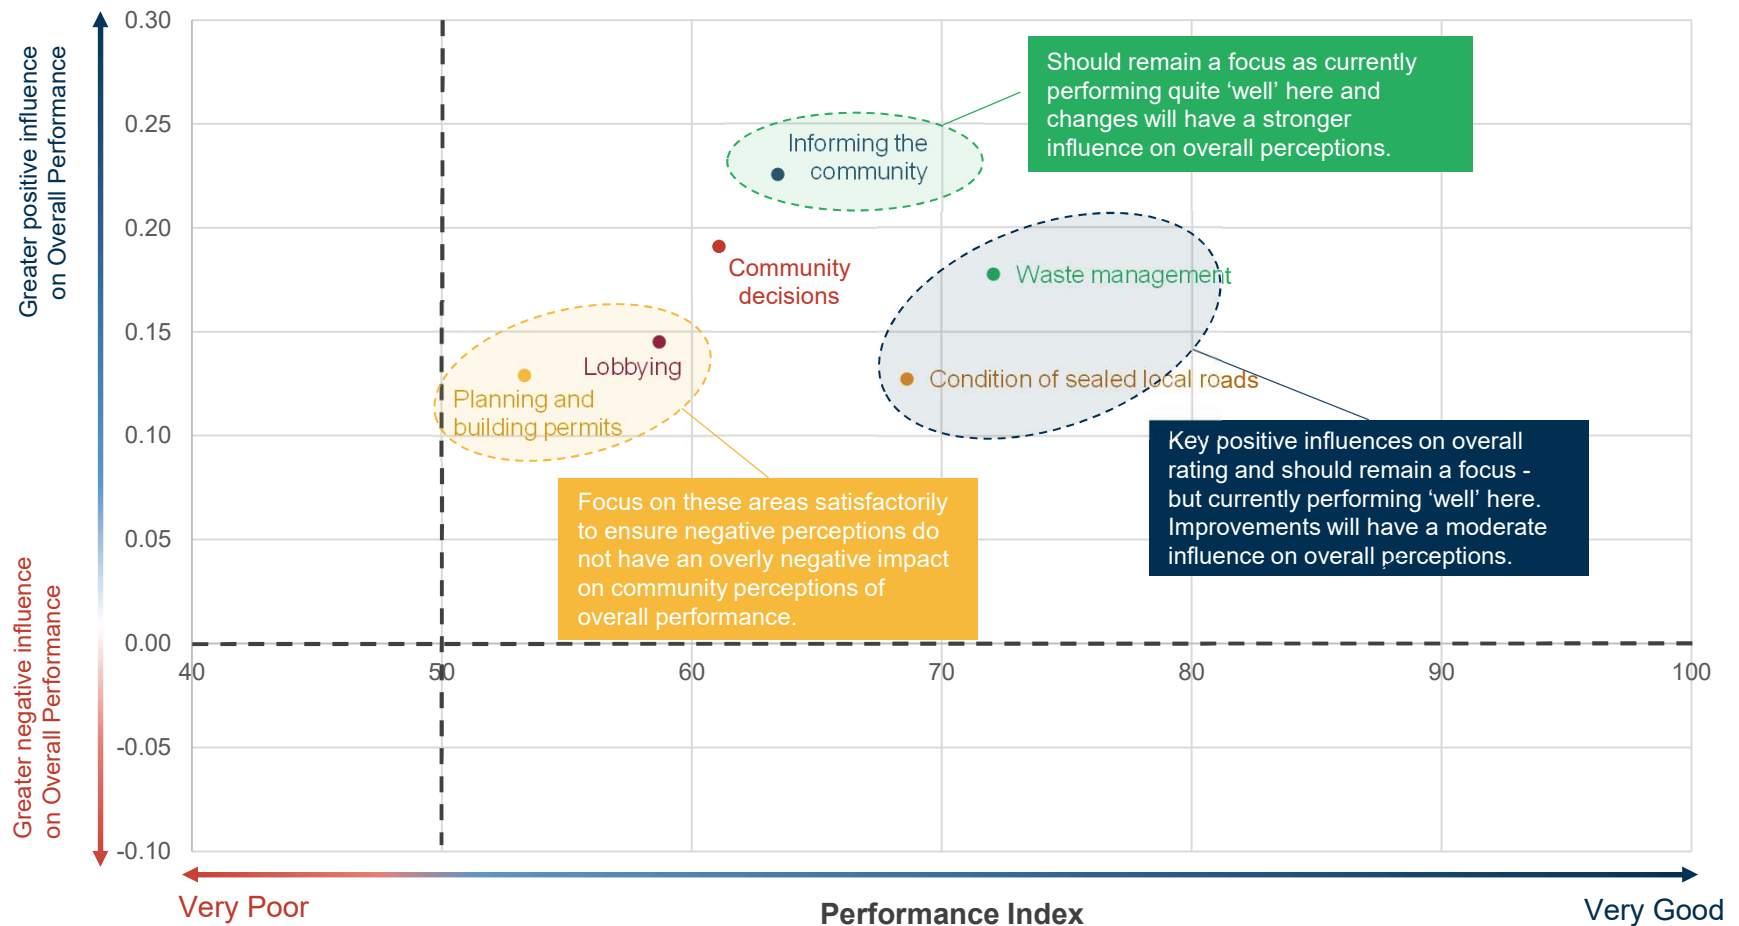 Greater positive influence
on Overall Performance
Greater negative influence
on Overall Performance
0.30
0.25
0.20
0.15
0.10
0.05
0.00
-0.05
-0.10
Should remain a focus as currently
performing quite ‘well’ here and
changes will have a stronger
influence on overall perceptions.
Informing the
community
Community
decisions
Waste management
Lobbying
Condition of sealed local roads
Planning and
building permits
Key positive influences on overall
rating and should remain a focus -
but currently performing ‘well’ here.
Improvements will have a moderate
influence on overall perceptions.
Focus on these areas satisfactorily
to ensure negative perceptions do
not have an overly negative impact
on community perceptions of
overall performance.
40
50
60
70
80
90
100
Very Poor
Performance Index
Very Good